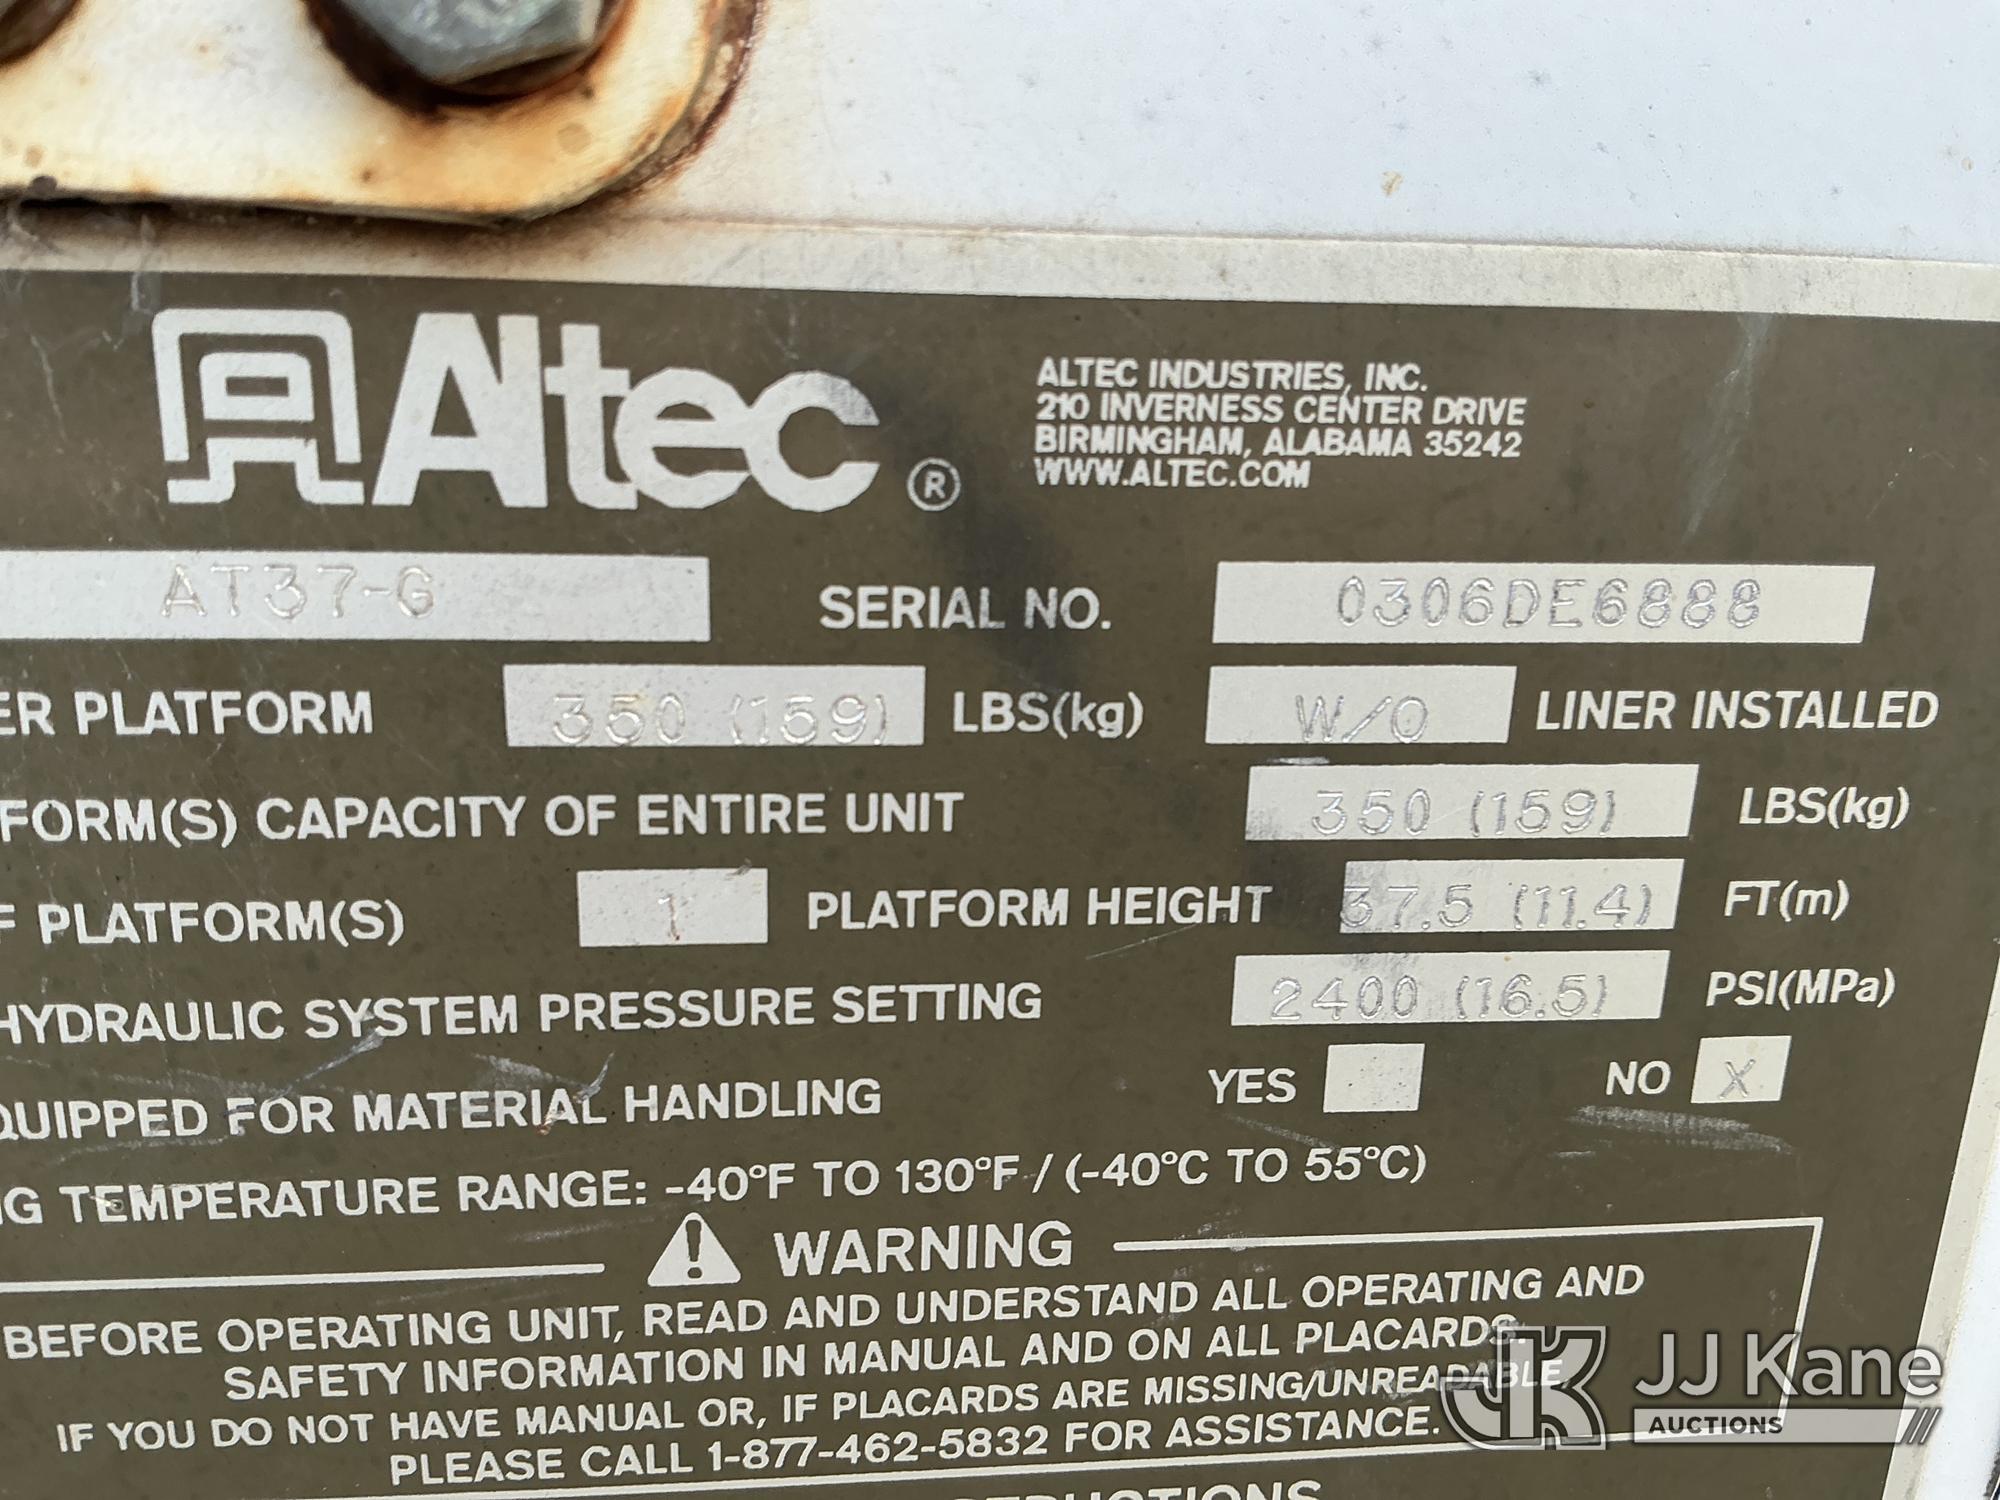 Altec ®
ALTEC INDUSTRIES, INC.
210 INVERNESS CENTER DRIVE
BIRMINGHAM, ALABAMA 35242
WWW.ALTEC.COM
AT37-G SERIAL NO. 0306DE6888
ER PLATFORM 350 (159) LBS(kg) W/O LINER INSTALLED
FORM(S) CAPACITY OF ENTIRE UNIT 350 (159) LBS(kg)
F PLATFORM(S) 1 PLATFORM HEIGHT 37.5 (11.4) FT(m)
HYDRAULIC SYSTEM PRESSURE SETTING 2400 (16.5) PSI(MPa)
QUIPPED FOR MATERIAL HANDLING YES NO X
NG TEMPERATURE RANGE: -40°F TO 130°F / (-40°C TO 55°C)
WARNING
BEFORE OPERATING UNIT, READ AND UNDERSTAND ALL OPERATING AND
SAFETY INFORMATION IN MANUAL AND ON ALL PLACARDS.
IF YOU DO NOT HAVE MANUAL OR, IF PLACARDS ARE MISSING/UNREADABLE,
PLEASE CALL 1-877-462-5832 FOR ASSISTANCE.
JJ Kane
AUCTIONS